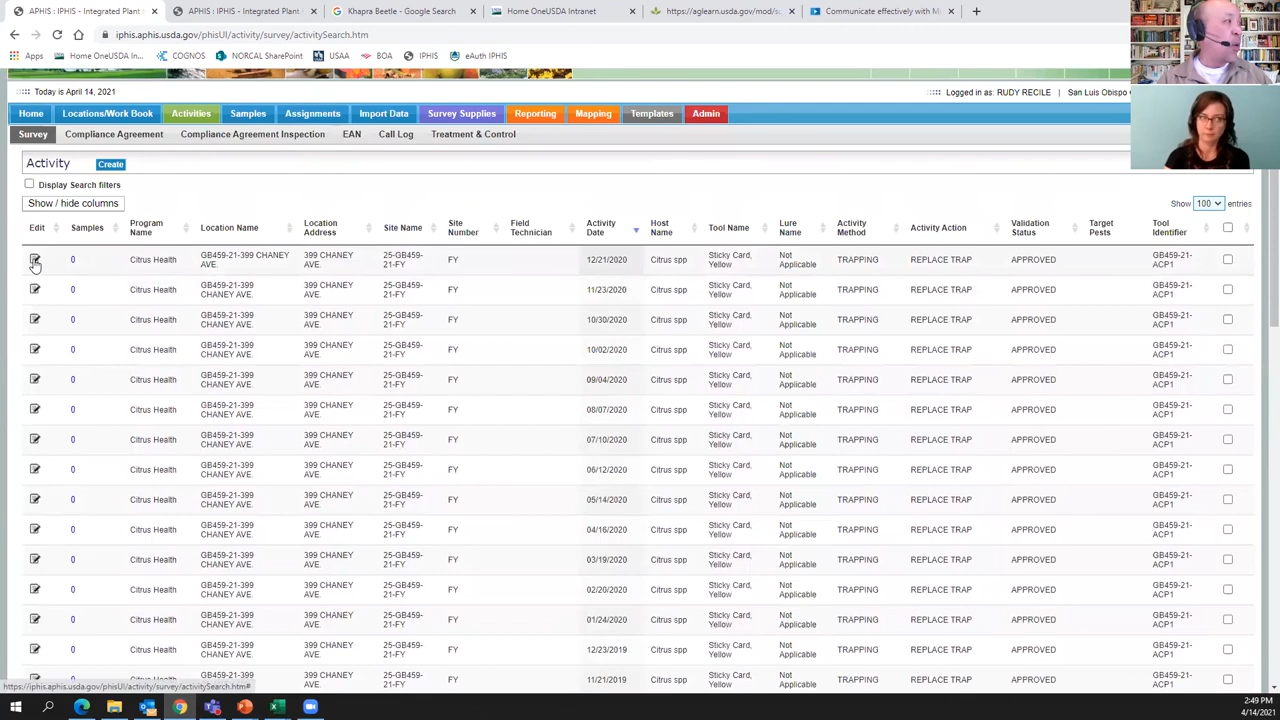 APHIS : IPHIS - Integrated Plant
APHIS : IPHIS - Integrated Plant
Khapra Beetle - Google Search
Home OneUSDA Intranet
https://aglearn.usda.gov/mod/s
Communicate effectively with Mi
iphis.aphis.usda.gov/phisUI/activity/survey/activitySearch.htm
Apps Home OneUSDA In... COGNOS NORCAL SharePoint USAA BOA IPHIS eAuth IPHIS
Today is April 14, 2021
Logged in as: RUDY RECILE | San Luis Obispo C
Home Locations/Work Book Activities Samples Assignments Import Data Survey Supplies Reporting Mapping Templates Admin
Survey Compliance Agreement Compliance Agreement Inspection EAN Call Log Treatment & Control
Activity Create
Display Search filters
Show / hide columns
Show 100 entries
Edit Samples Program Name Location Name Location Address Site Name Site Number Field Technician Activity Date Host Name Tool Name Lure Name Activity Method Activity Action Validation Status Target Pests Tool Identifier
0 Citrus Health GB459-21-399 CHANEY AVE. 399 CHANEY AVE. 25-GB459-21-FY FY 12/21/2020 Citrus spp Sticky Card, Yellow Not Applicable TRAPPING REPLACE TRAP APPROVED GB459-21-ACP1
0 Citrus Health GB459-21-399 CHANEY AVE. 399 CHANEY AVE. 25-GB459-21-FY FY 11/23/2020 Citrus spp Sticky Card, Yellow Not Applicable TRAPPING REPLACE TRAP APPROVED GB459-21-ACP1
0 Citrus Health GB459-21-399 CHANEY AVE. 399 CHANEY AVE. 25-GB459-21-FY FY 10/30/2020 Citrus spp Sticky Card, Yellow Not Applicable TRAPPING REPLACE TRAP APPROVED GB459-21-ACP1
0 Citrus Health GB459-21-399 CHANEY AVE. 399 CHANEY AVE. 25-GB459-21-FY FY 10/02/2020 Citrus spp Sticky Card, Yellow Not Applicable TRAPPING REPLACE TRAP APPROVED GB459-21-ACP1
0 Citrus Health GB459-21-399 CHANEY AVE. 399 CHANEY AVE. 25-GB459-21-FY FY 09/04/2020 Citrus spp Sticky Card, Yellow Not Applicable TRAPPING REPLACE TRAP APPROVED GB459-21-ACP1
0 Citrus Health GB459-21-399 CHANEY AVE. 399 CHANEY AVE. 25-GB459-21-FY FY 08/07/2020 Citrus spp Sticky Card, Yellow Not Applicable TRAPPING REPLACE TRAP APPROVED GB459-21-ACP1
0 Citrus Health GB459-21-399 CHANEY AVE. 399 CHANEY AVE. 25-GB459-21-FY FY 07/10/2020 Citrus spp Sticky Card, Yellow Not Applicable TRAPPING REPLACE TRAP APPROVED GB459-21-ACP1
0 Citrus Health GB459-21-399 CHANEY AVE. 399 CHANEY AVE. 25-GB459-21-FY FY 06/12/2020 Citrus spp Sticky Card, Yellow Not Applicable TRAPPING REPLACE TRAP APPROVED GB459-21-ACP1
0 Citrus Health GB459-21-399 CHANEY AVE. 399 CHANEY AVE. 25-GB459-21-FY FY 05/14/2020 Citrus spp Sticky Card, Yellow Not Applicable TRAPPING REPLACE TRAP APPROVED GB459-21-ACP1
0 Citrus Health GB459-21-399 CHANEY AVE. 399 CHANEY AVE. 25-GB459-21-FY FY 04/16/2020 Citrus spp Sticky Card, Yellow Not Applicable TRAPPING REPLACE TRAP APPROVED GB459-21-ACP1
0 Citrus Health GB459-21-399 CHANEY AVE. 399 CHANEY AVE. 25-GB459-21-FY FY 03/19/2020 Citrus spp Sticky Card, Yellow Not Applicable TRAPPING REPLACE TRAP APPROVED GB459-21-ACP1
0 Citrus Health GB459-21-399 CHANEY AVE. 399 CHANEY AVE. 25-GB459-21-FY FY 02/20/2020 Citrus spp Sticky Card, Yellow Not Applicable TRAPPING REPLACE TRAP APPROVED GB459-21-ACP1
0 Citrus Health GB459-21-399 CHANEY AVE. 399 CHANEY AVE. 25-GB459-21-FY FY 01/24/2020 Citrus spp Sticky Card, Yellow Not Applicable TRAPPING REPLACE TRAP APPROVED GB459-21-ACP1
0 Citrus Health GB459-21-399 CHANEY AVE. 399 CHANEY AVE. 25-GB459-21-FY FY 12/23/2019 Citrus spp Sticky Card, Yellow Not Applicable TRAPPING REPLACE TRAP APPROVED GB459-21-ACP1
0 Citrus Health GB459-21-399 CHANEY AVE. 399 CHANEY 25-GB459-21-FY FY 11/21/2019 Citrus spp Sticky Card, Yellow Not Applicable TRAPPING REPLACE TRAP APPROVED GB459-21-ACP1
https://iphis.aphis.usda.gov/phisUI/activity/survey/activitySearch.htm#
2:49 PM
4/14/2021